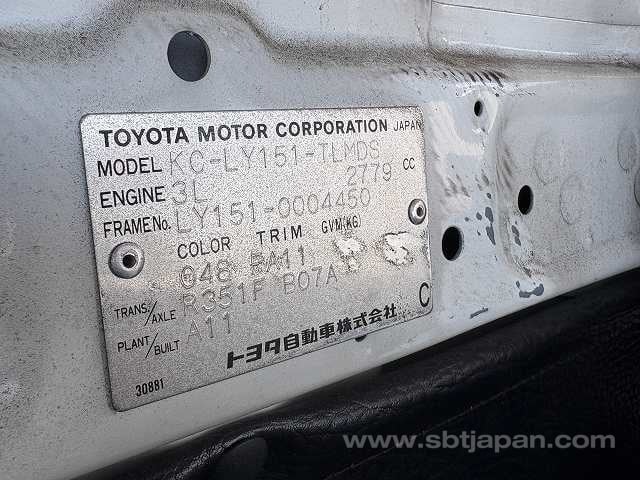 TOYOTA MOTOR CORPORATION JAPAN
MODEL KC-LY151-TLMDS
ENGINE 3L 2779 CC
FRAME No. LY151-0004450
COLOR TRIM GVM(KG)
048 FA11
TRANS/AXLE R351F B07A
PLANT/BUILT A11
トヨタ自動車株式会社 C
30881
www.sbtjapan.com